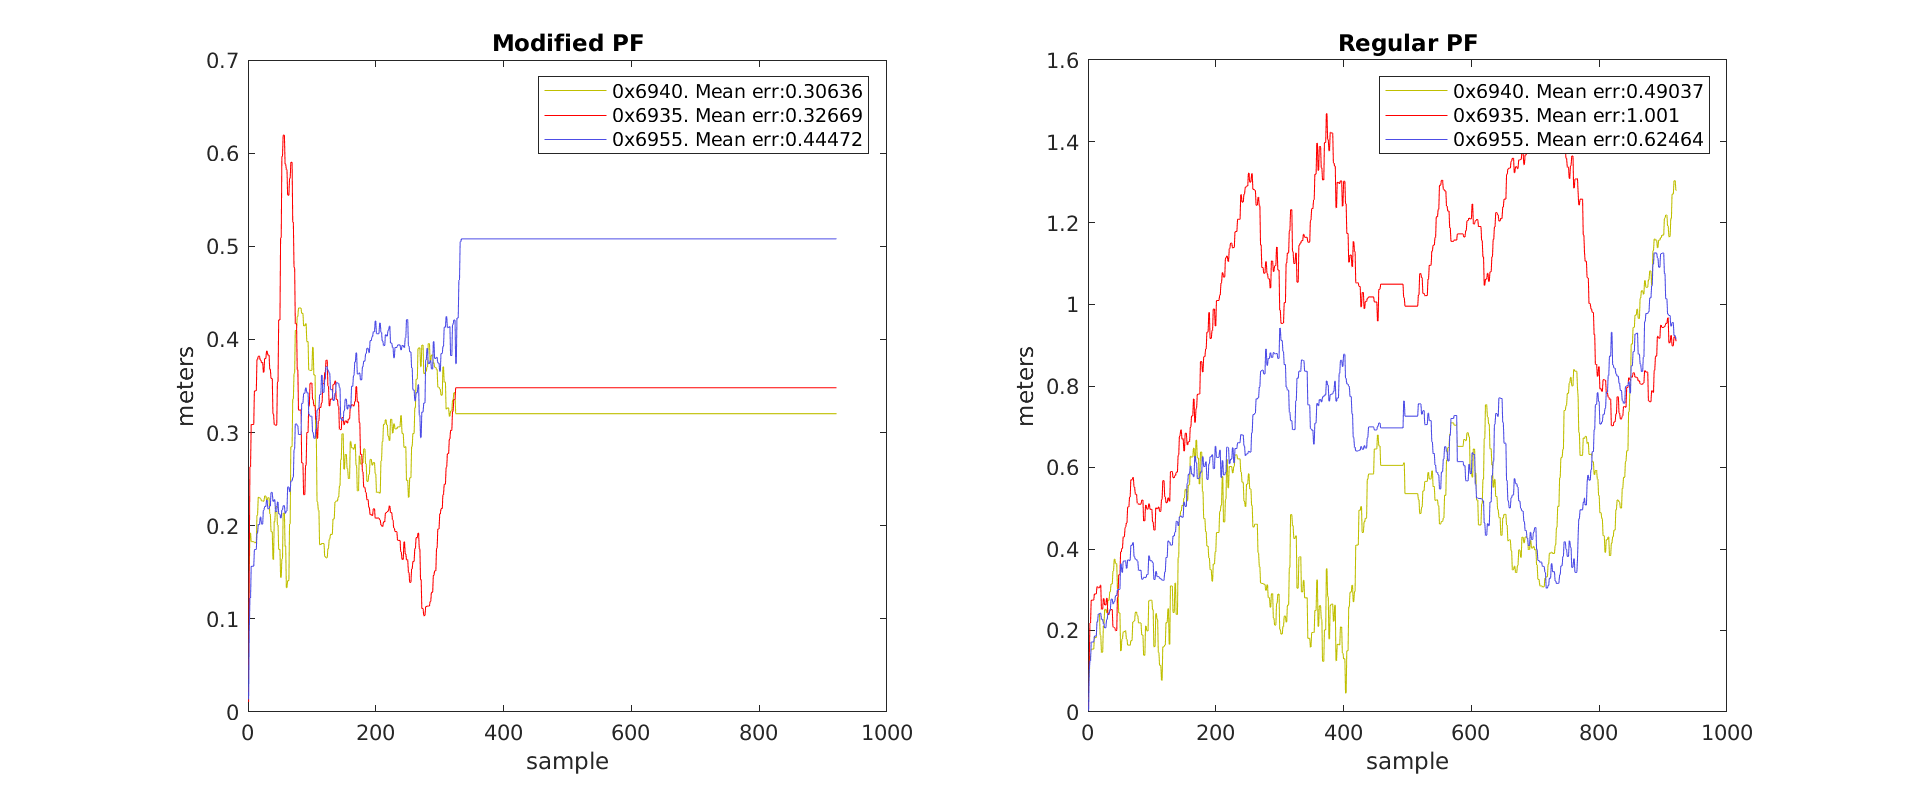 Modified PF
0.7
0.6
0.5
0.4
0.3
0.2
0.1
0
meters
0x6940. Mean err:0.30636
0x6935. Mean err:0.32669
0x6955. Mean err:0.44472
0 200 400 600 800 1000
sample
Regular PF
1.6
1.4
1.2
1
0.8
0.6
0.4
0.2
0
meters
0x6940. Mean err:0.49037
0x6935. Mean err:1.001
0x6955. Mean err:0.62464
0 200 400 600 800 1000
sample